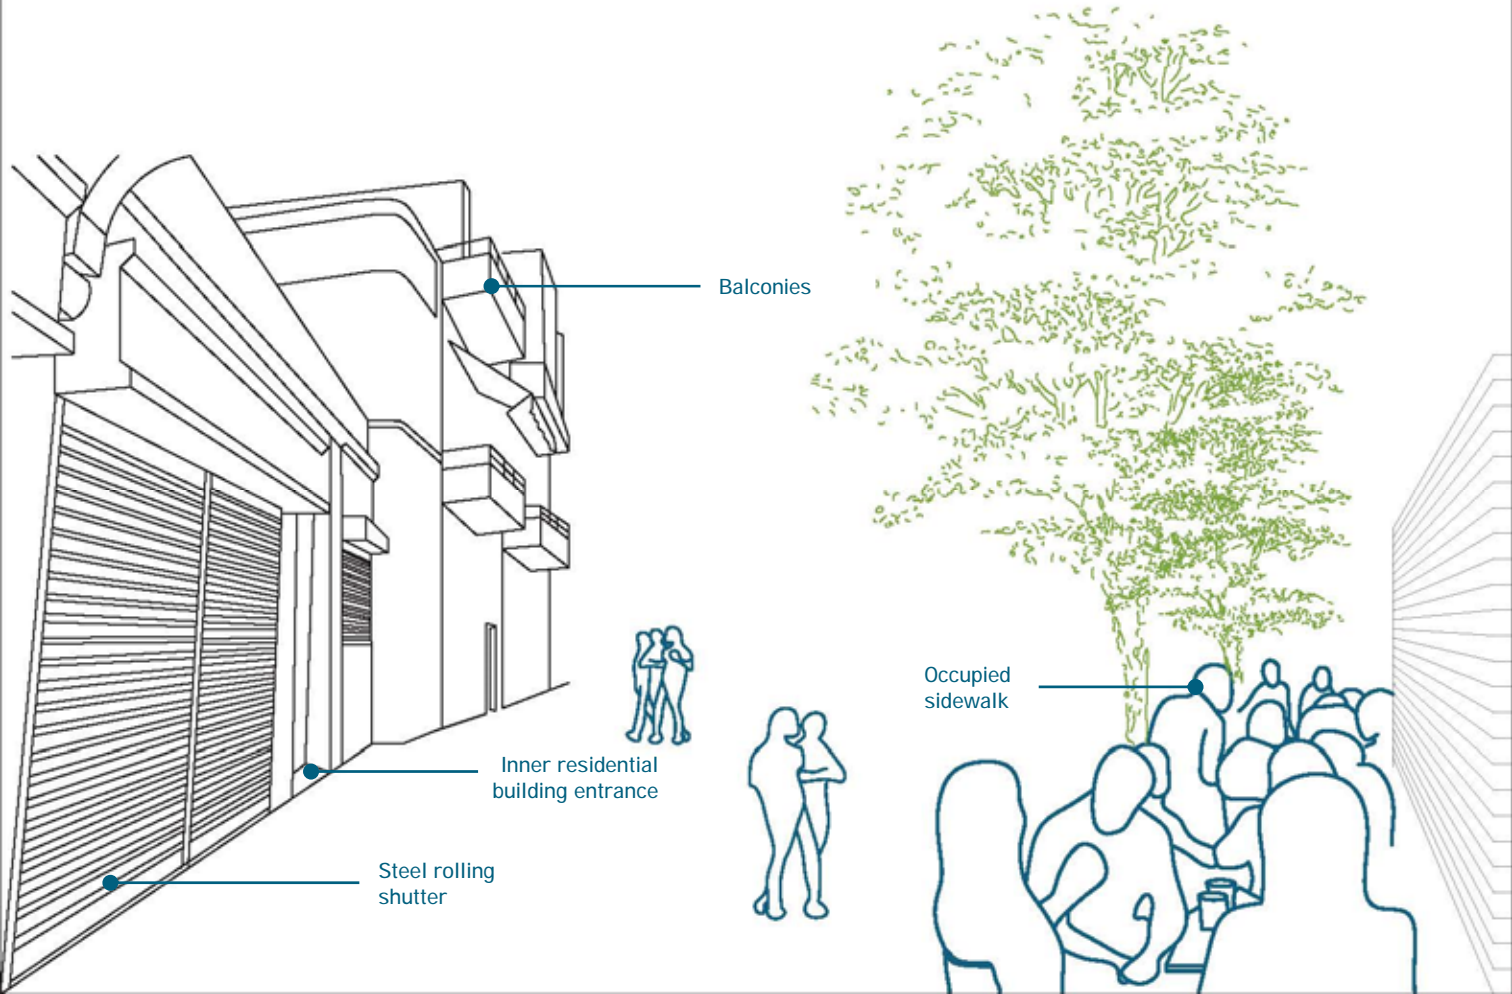 Balconies
Occupied
sidewalk
Inner residential
building entrance
Steel rolling
shutter